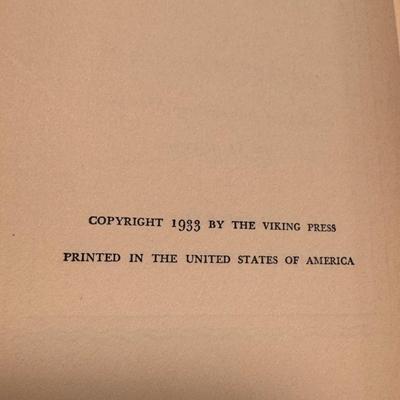 COPYRIGHT 1933 BY THE VIKING PRESS
PRINTED IN THE UNITED STATES OF AMERICA